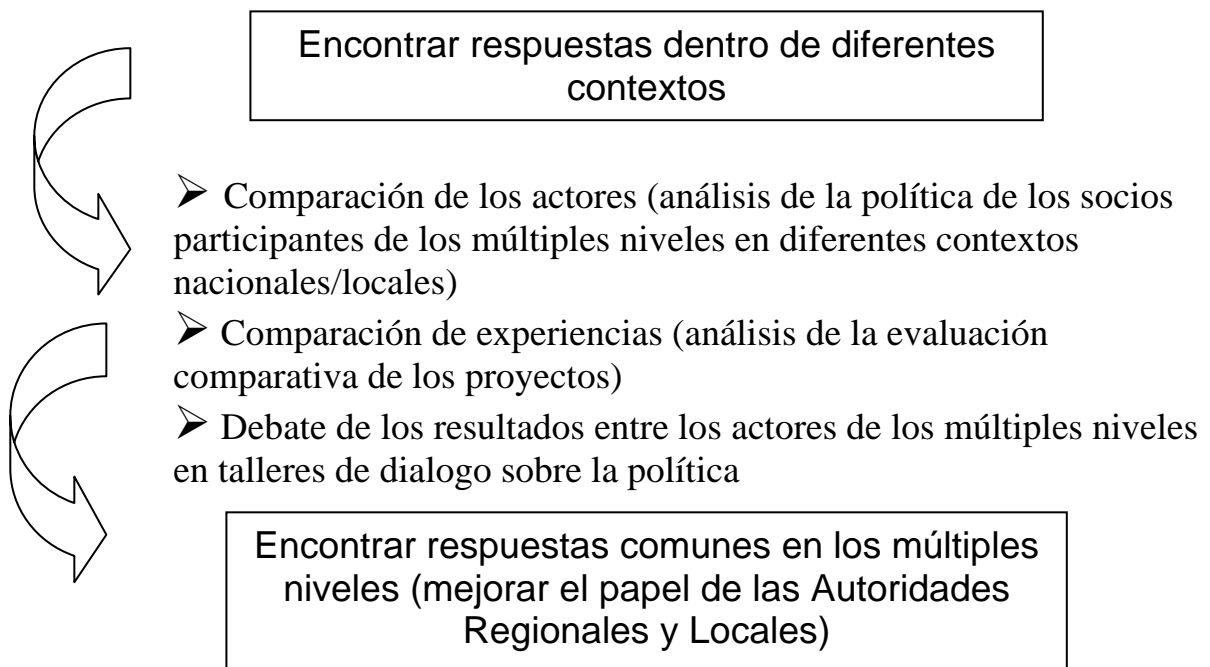 Encontrar respuestas dentro de diferentes
contextos
➢ Comparación de los actores (análisis de la política de los socios
participantes de los múltiples niveles en diferentes contextos
nacionales/locales)
➢ Comparación de experiencias (análisis de la evaluación
comparativa de los proyectos)
➢ Debate de los resultados entre los actores de los múltiples niveles
en talleres de dialogo sobre la política
Encontrar respuestas comunes en los múltiples
niveles (mejorar el papel de las Autoridades
Regionales y Locales)